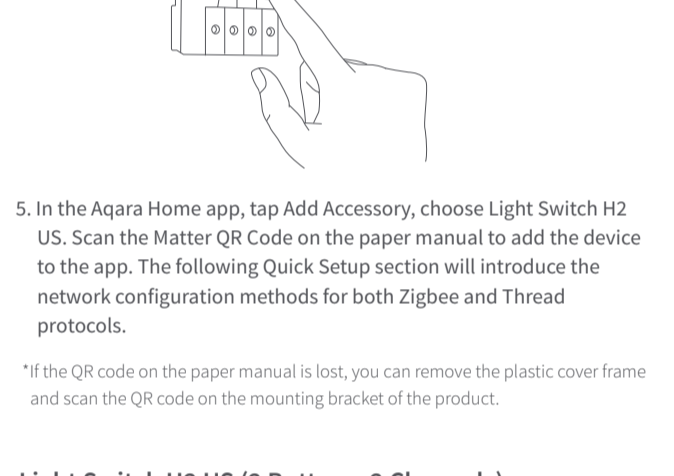 5. In the Aqara Home app, tap Add Accessory, choose Light Switch H2
US. Scan the Matter QR Code on the paper manual to add the device
to the app. The following Quick Setup section will introduce the
network configuration methods for both Zigbee and Thread
protocols.
*If the QR code on the paper manual is lost, you can remove the plastic cover frame
and scan the QR code on the mounting bracket of the product.